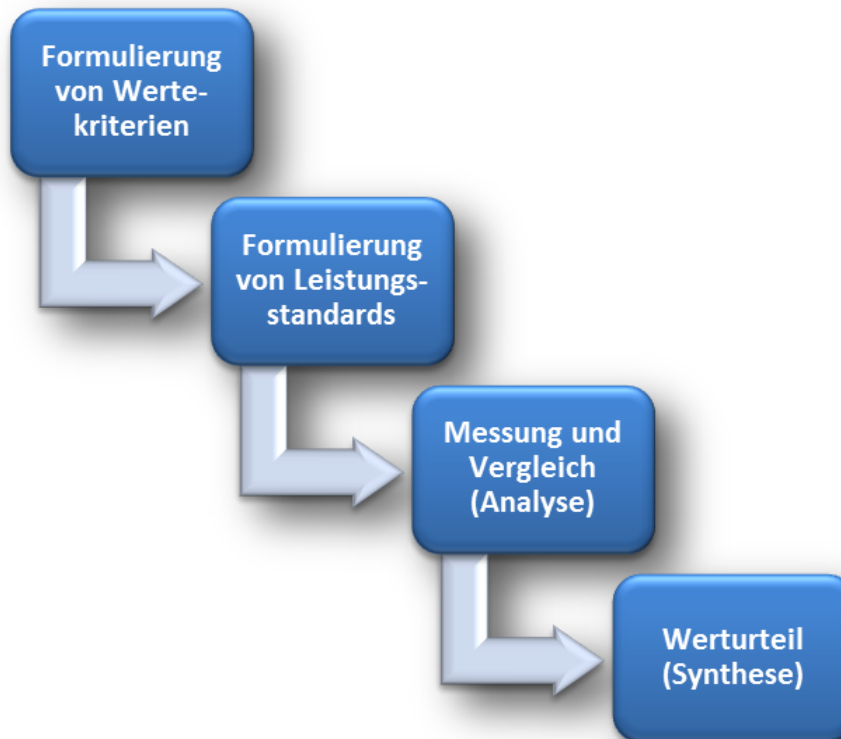 Formulierung
von Werte-
kriterien
Formulierung
von Leistungs-
standards
Messung und
Vergleich
(Analyse)
Werturteil
(Synthese)